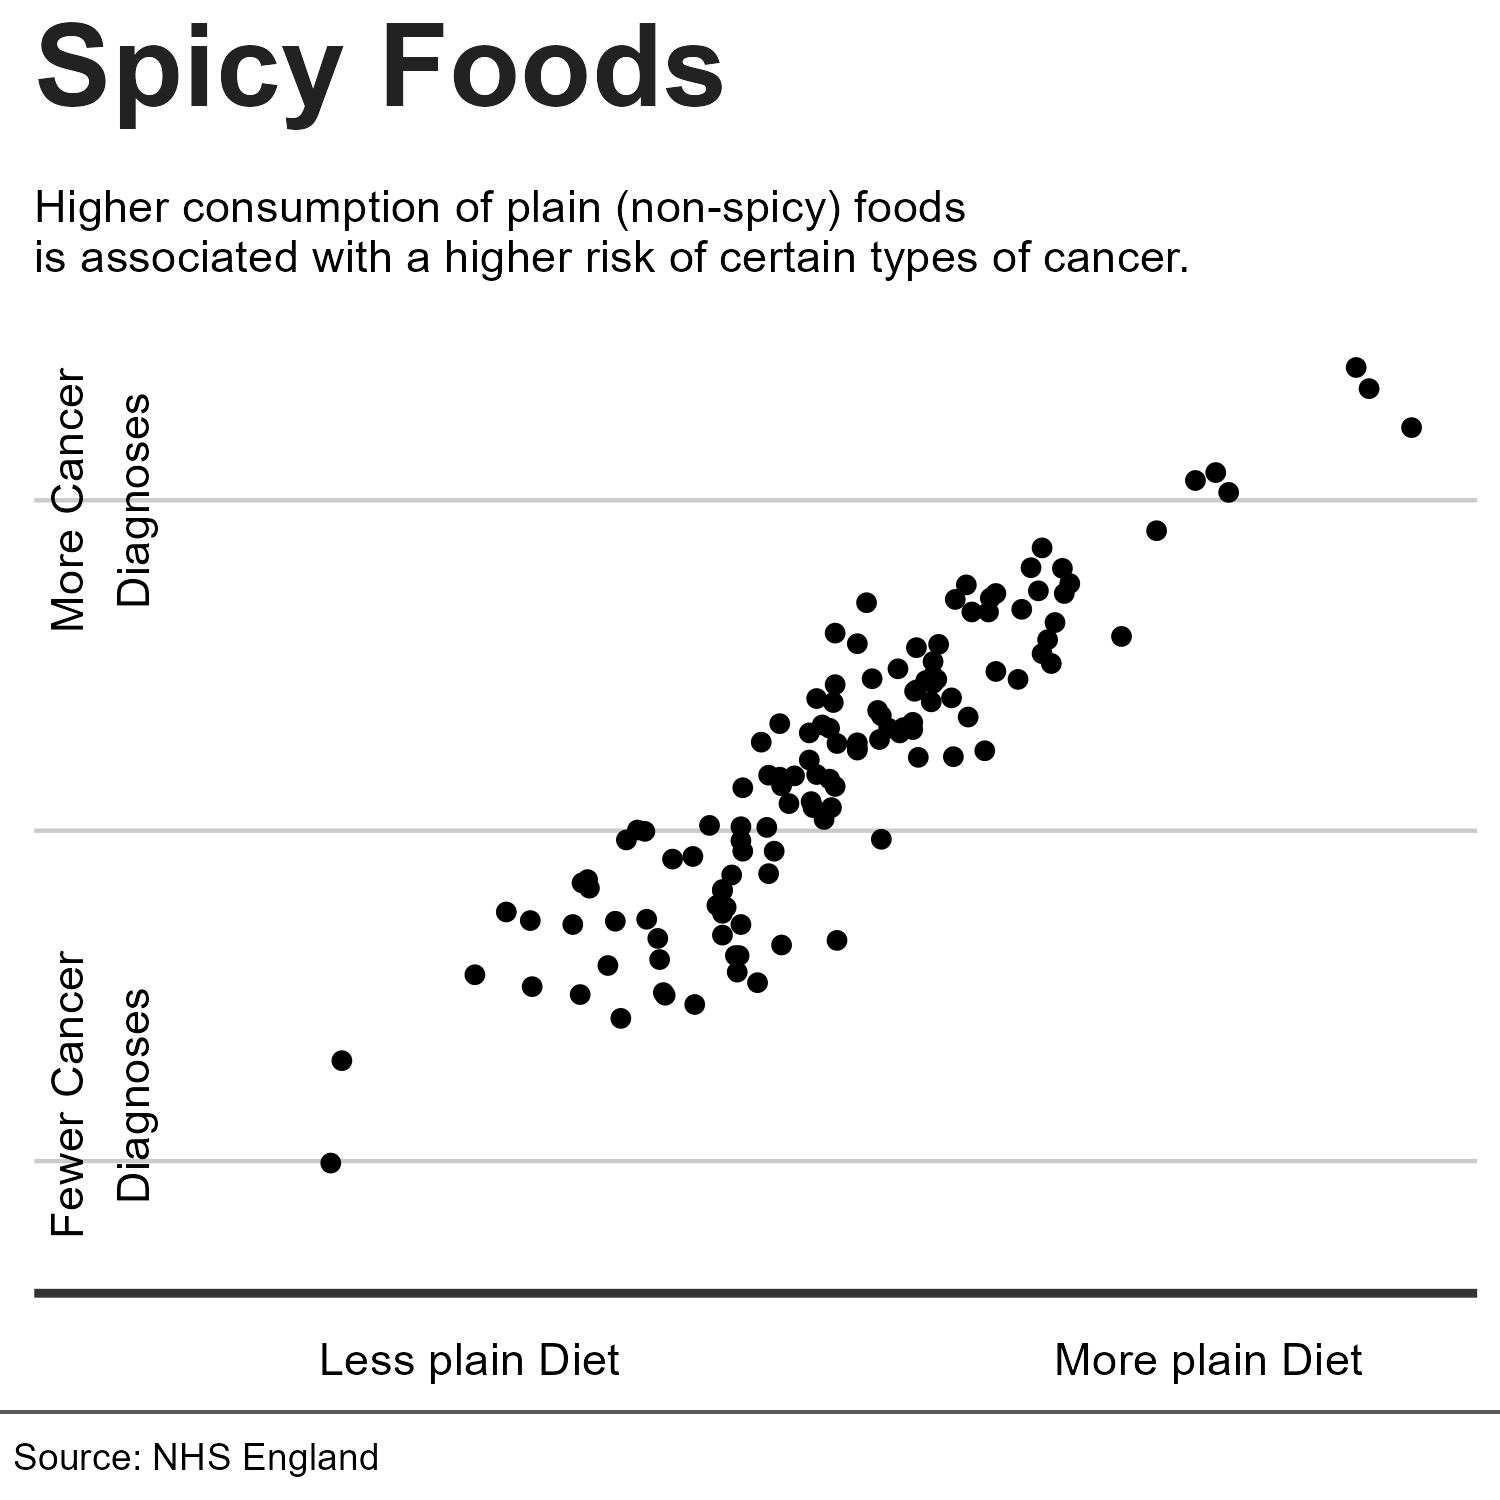 Spicy Foods
Higher consumption of plain (non-spicy) foods
is associated with a higher risk of certain types of cancer.
More Cancer
Diagnoses
Fewer Cancer
Diagnoses
Less plain Diet
More plain Diet
Source: NHS England